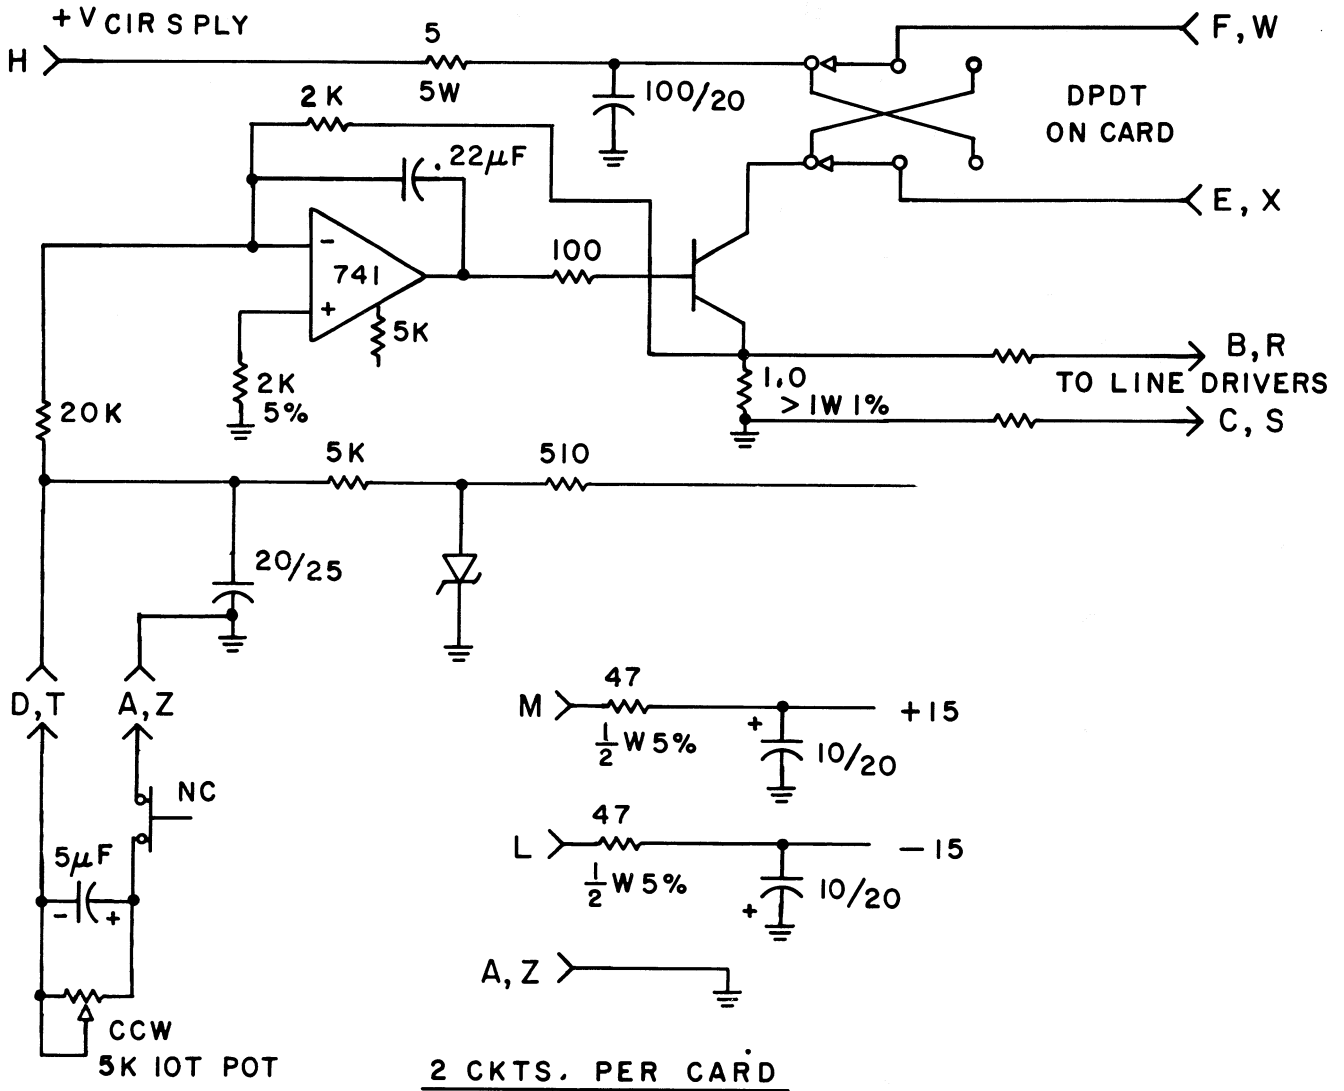 +V CIR SPLY
H
5
5W
F, W
2K
100/20
DPDT
ON CARD
.22µF
E, X
-
741
+
100
5K
B, R
TO LINE DRIVERS
2K
5%
1.0
>1W 1%
C, S
20K
5K
510
20/25
D, T
A, Z
47
M
+15
1/2 W 5%
+
10/20
NC
47
L
-15
1/2 W 5%
+
10/20
5µF
- +
A, Z
CCW
5K 10T POT
2 CKTS. PER CARD